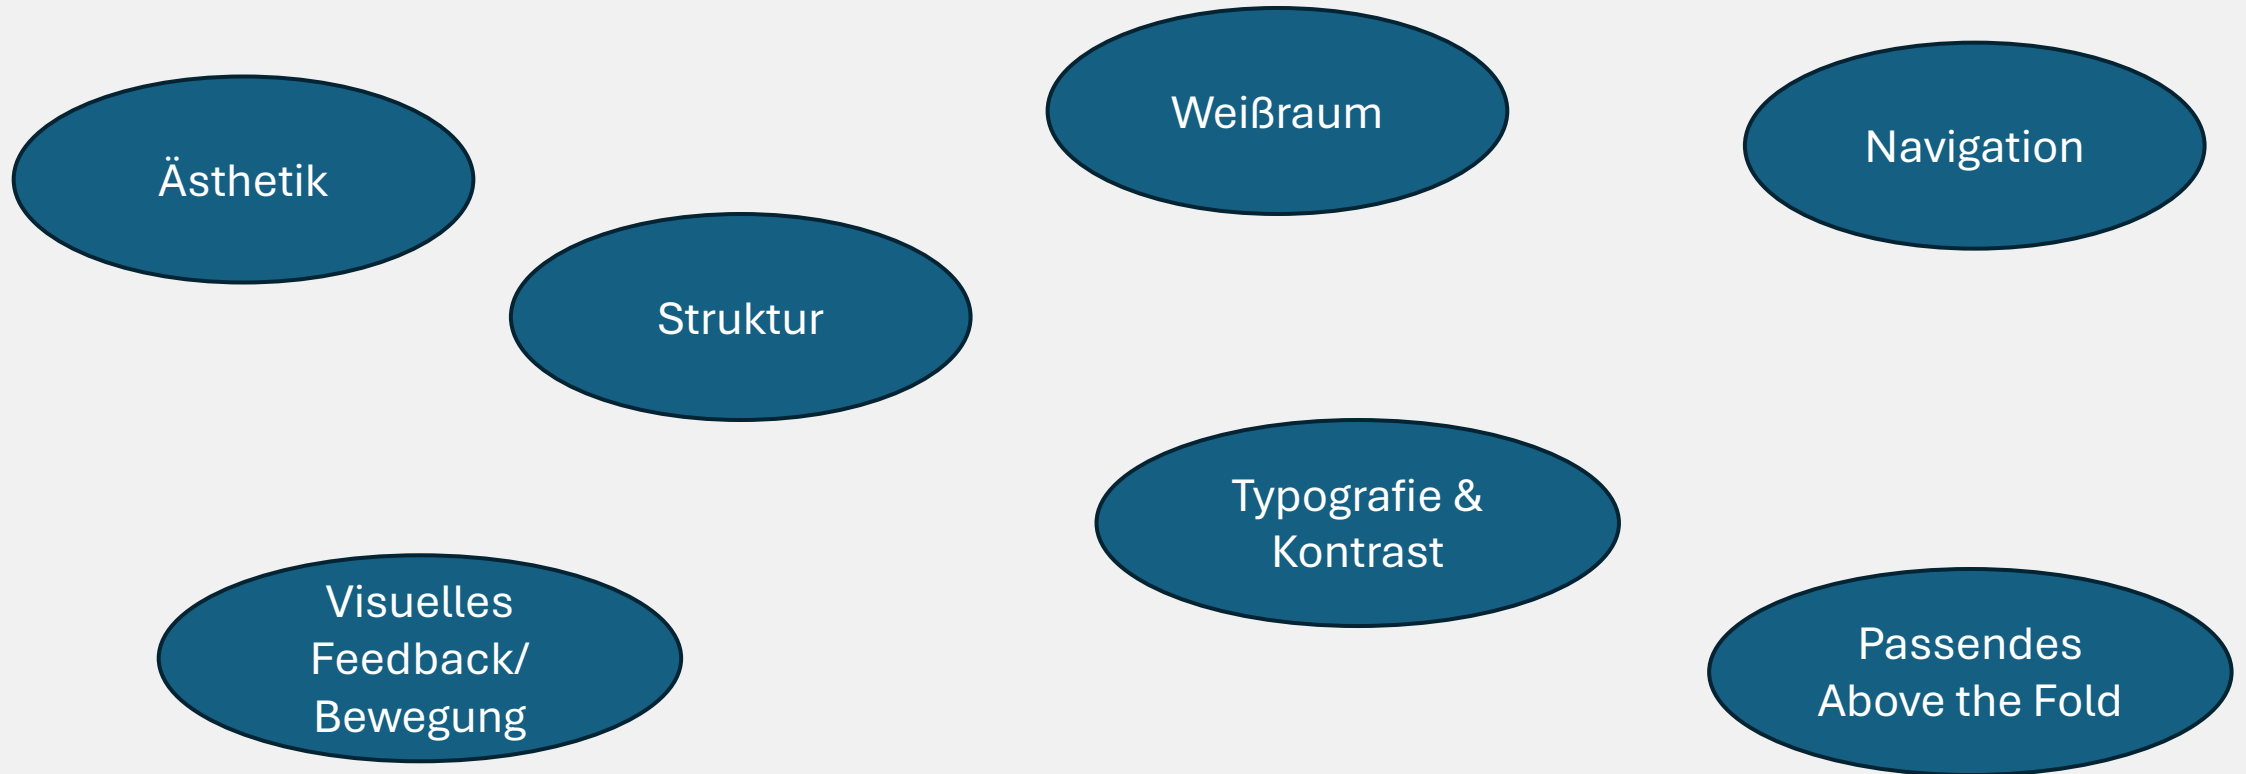 Ästhetik
Weißraum
Navigation
Struktur
Typografie &
Kontrast
Visuelles
Feedback/
Bewegung
Passendes
Above the Fold